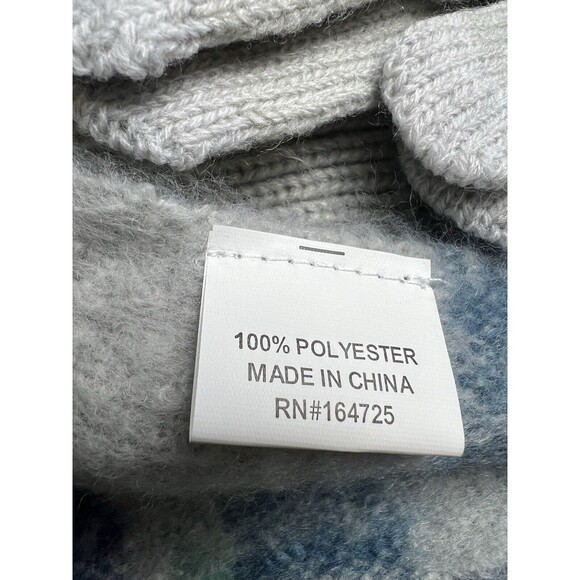 100% POLYESTER
MADE IN CHINA
RN#164725